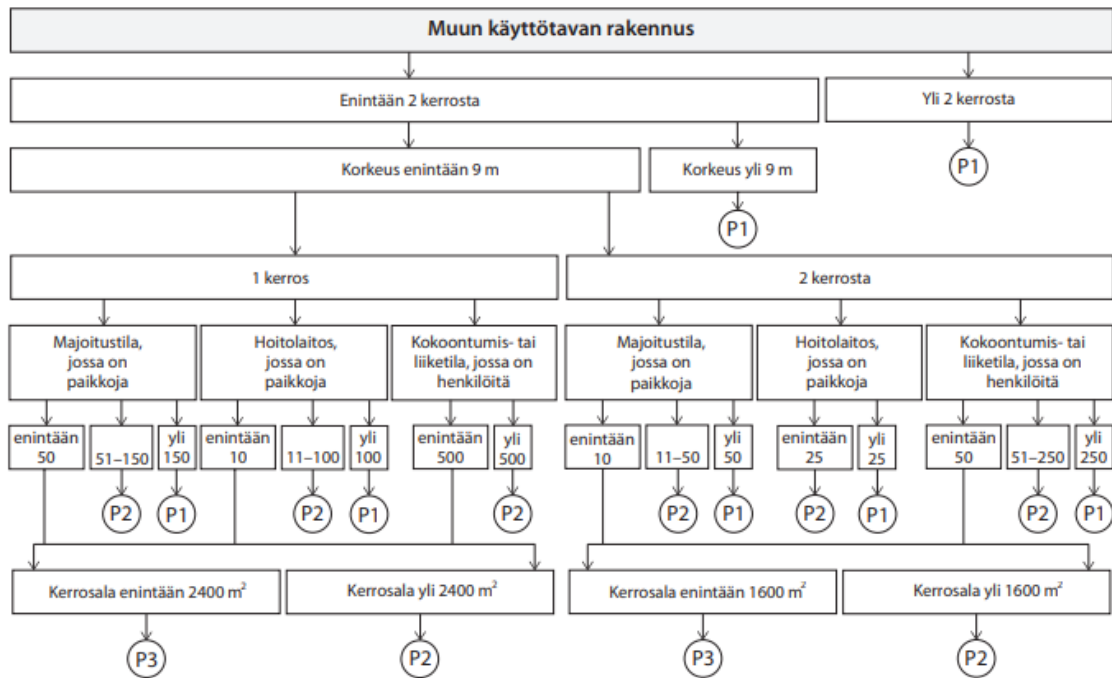 Muun käyttötavan rakennus
Enintään 2 kerrosta
Yli 2 kerrosta
Korkeus enintään 9 m
Korkeus yli 9 m
P1
P1
1 kerros
2 kerrosta
Majoitustila,
jossa on
paikkoja
Hoitolaitos,
jossa on
paikkoja
Kokoontumis- tai
liiketila, jossa on
henkilöitä
Majoitustila,
jossa on
paikkoja
Hoitolaitos,
jossa on
paikkoja
Kokoontumis- tai
liiketila, jossa on
henkilöitä
enintään
50
51–150
yli
150
enintään
10
11–100
yli
100
enintään
500
yli
500
enintään
10
11–50
yli
50
enintään
25
yli
25
enintään
50
51–250
yli
250
P2
P1
P2
P1
P2
P2
P1
P2
P1
P2
P1
Kerrosala enintään 2400 m²
Kerrosala yli 2400 m²
Kerrosala enintään 1600 m²
Kerrosala yli 1600 m²
P3
P2
P3
P2